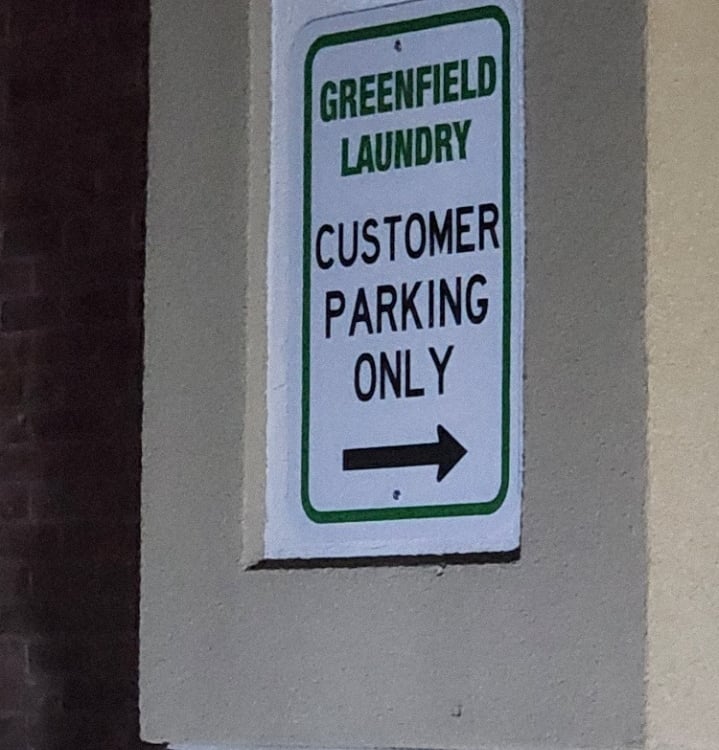 GREENFIELD
LAUNDRY
CUSTOMER
PARKING
ONLY